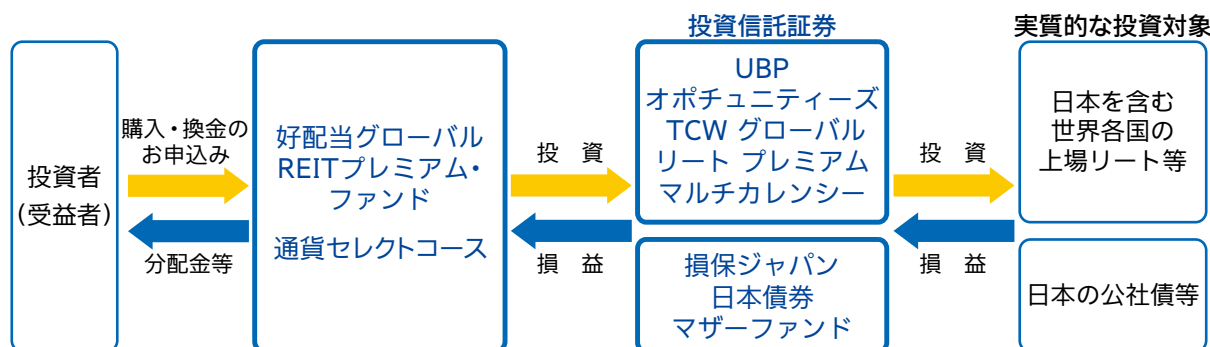 投資信託証券
実質的な投資対象
投資者
(受益者)
購入・換金の
お申込み
分配金等
好配当グローバル
REITプレミアム・
ファンド
通貨セレクトコース
投 資
損 益
UBP
オポチュニティーズ
TCW グローバル
リート プレミアム
マルチカレンシー
損保ジャパン
日本債券
マザーファンド
投 資
損 益
日本を含む
世界各国の
上場リート等
日本の公社債等